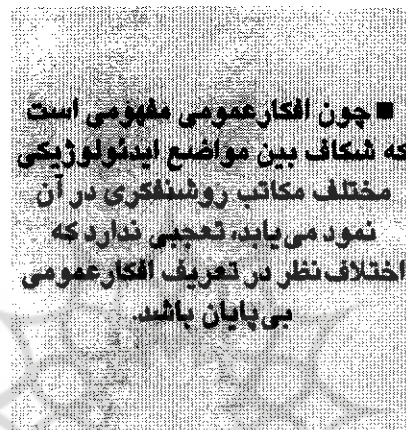 ■ چون افکارعمومی مفهومی است
که شکاف بین مواضع ایدئولوژیکی
مختلف مکاتب روشنفکری در آن
نمود می‌یابد، تعجبی ندارد که
اختلاف‌نظر در تعریف افکارعمومی
بی‌پایان باشد.